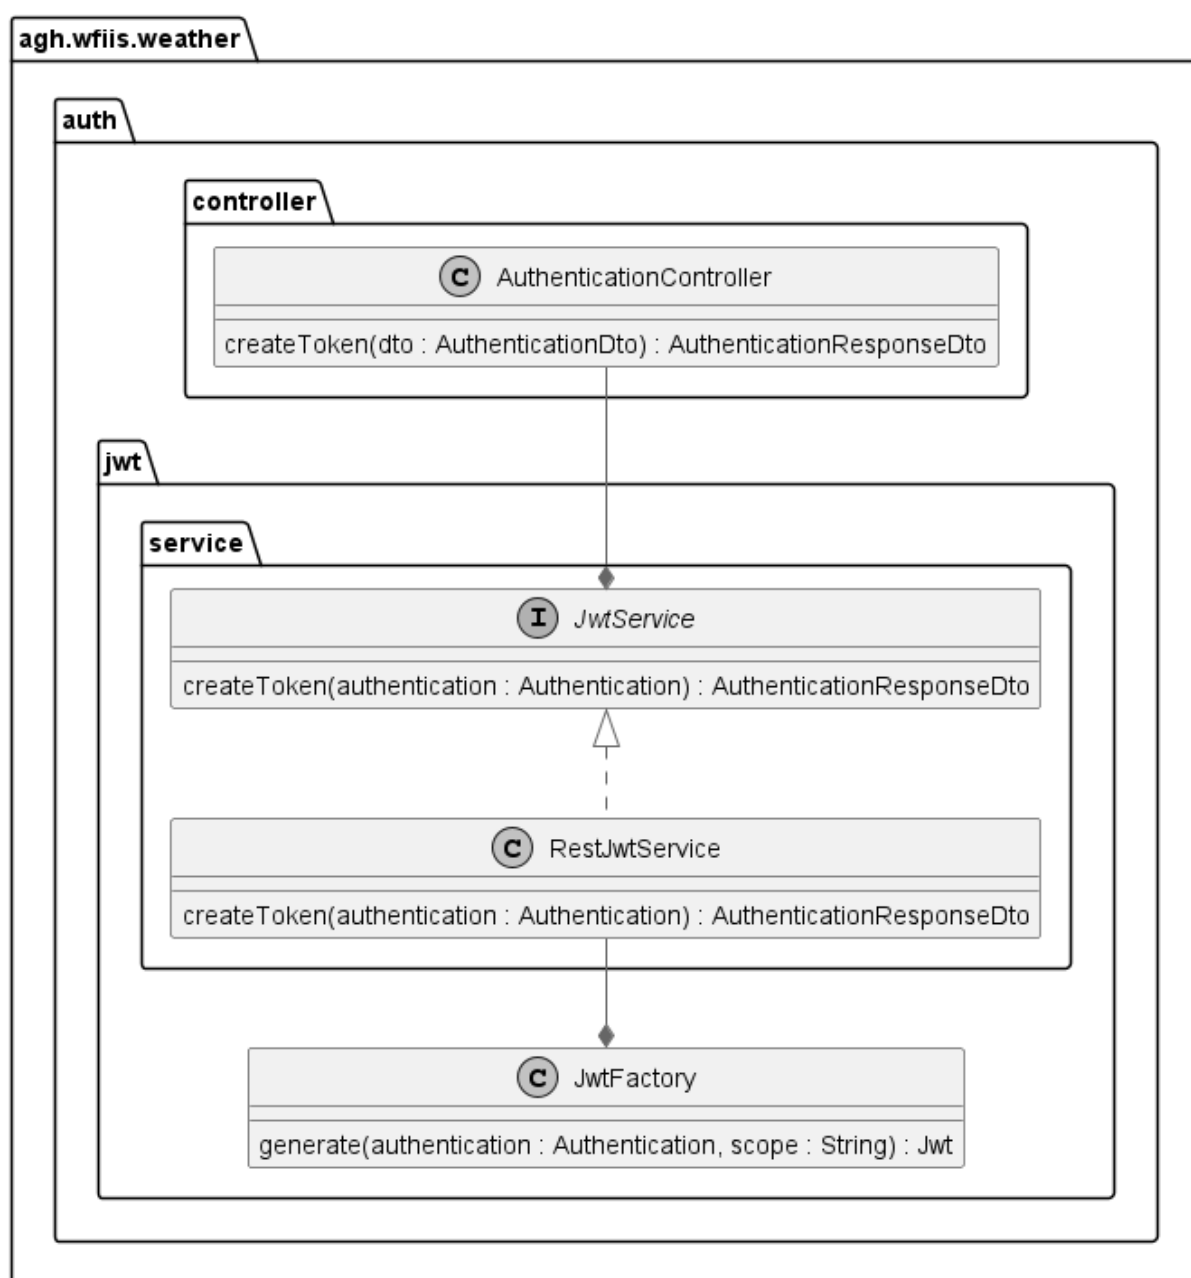 agh.wfiis.weather
auth
controller
C AuthenticationController
createToken(dto : AuthenticationDto) : AuthenticationResponseDto
jwt
service
I JwtService
createToken(authentication : Authentication) : AuthenticationResponseDto
C RestJwtService
createToken(authentication : Authentication) : AuthenticationResponseDto
C JwtFactory
generate(authentication : Authentication, scope : String) : Jwt